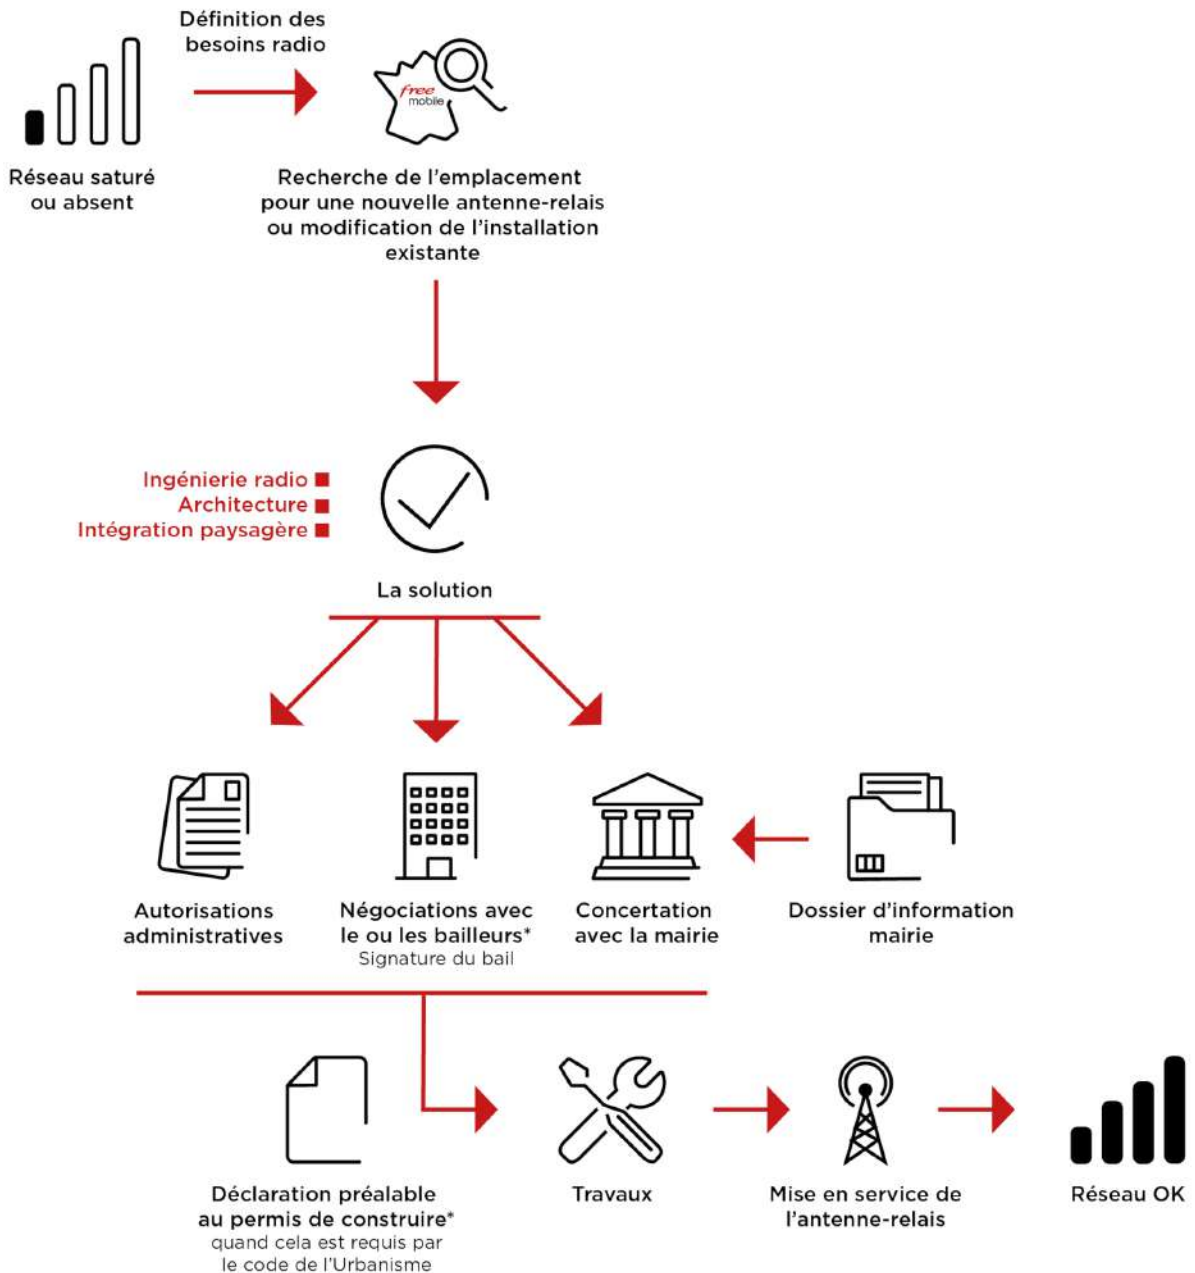 Définition des
besoins radio
free
mobile
Réseau saturé
ou absent
Recherche de l'emplacement
pour une nouvelle antenne-relais
ou modification de l'installation
existante
Ingénierie radio
Architecture
Intégration paysagère
La solution
Autorisations
administratives
Négociations avec
le ou les bailleurs*
Signature du bail
Concertation
avec la mairie
Dossier d'information
mairie
Déclaration préalable
au permis de construire*
quand cela est requis par
le code de l'Urbanisme
Travaux
Mise en service de
l'antenne-relais
Réseau OK